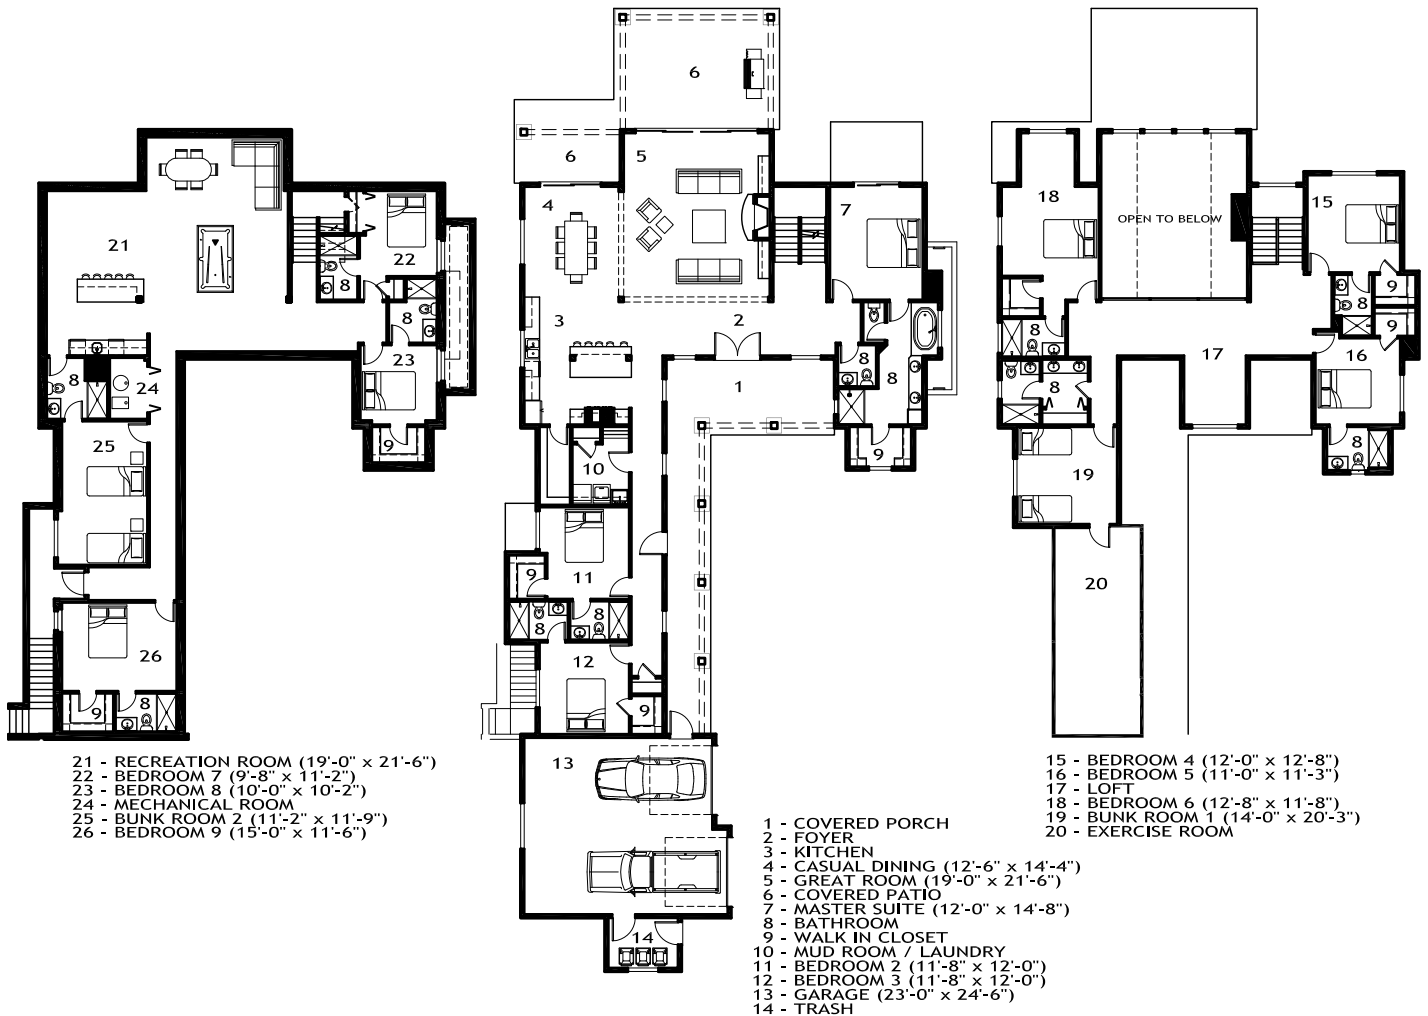 6
6
5
4
7
3
2
1
8
8
9
10
11
9
8
8
12
9
13
14
21
22
8
8
23
9
8
24
25
26
8
9
18
OPEN TO BELOW
15
9
8
9
16
17
8
8
8
19
20
21 - RECREATION ROOM (19'-0" x 21'-6")
22 - BEDROOM 7 (9'-8" x 11'-2")
23 - BEDROOM 8 (10'-0" x 10'-2")
24 - MECHANICAL ROOM
25 - BUNK ROOM 2 (11'-2" x 11'-9")
26 - BEDROOM 9 (15'-0" x 11'-6")
1 - COVERED PORCH
2 - FOYER
3 - KITCHEN
4 - CASUAL DINING (12'-6" x 14'-4")
5 - GREAT ROOM (19'-0" x 21'-6")
6 - COVERED PATIO
7 - MASTER SUITE (12'-0" x 14'-8")
8 - BATHROOM
9 - WALK IN CLOSET
10 - MUD ROOM / LAUNDRY
11 - BEDROOM 2 (11'-8" x 12'-0")
12 - BEDROOM 3 (11'-8" x 12'-0")
13 - GARAGE (23'-0" x 24'-6")
14 - TRASH
15 - BEDROOM 4 (12'-0" x 12'-8")
16 - BEDROOM 5 (11'-0" x 11'-3")
17 - LOFT
18 - BEDROOM 6 (12'-8" x 11'-8")
19 - BUNK ROOM 1 (14'-0" x 20'-3")
20 - EXERCISE ROOM